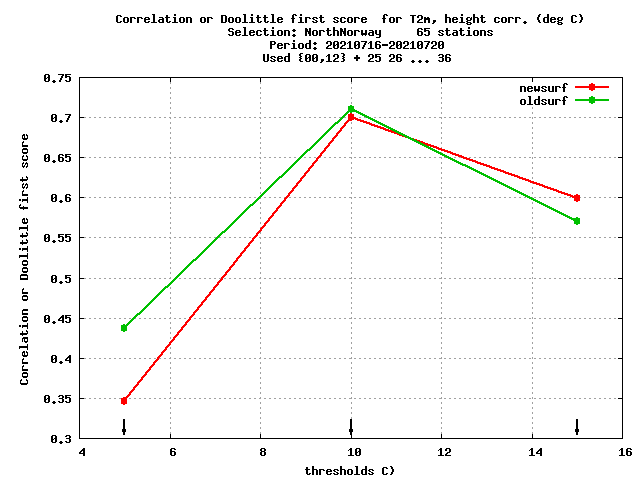 Correlation or Doolittle first score  for T2m, height corr. (deg C)
Selection: NorthNorway     65 stations
Period: 20210716-20210720
Used {00,12} + 25 26 ... 36
newsurf
oldsurf
Correlation or Doolittle first score
0.75
0.7
0.65
0.6
0.55
0.5
0.45
0.4
0.35
0.3
4 6 8 10 12 14 16
thresholds C)